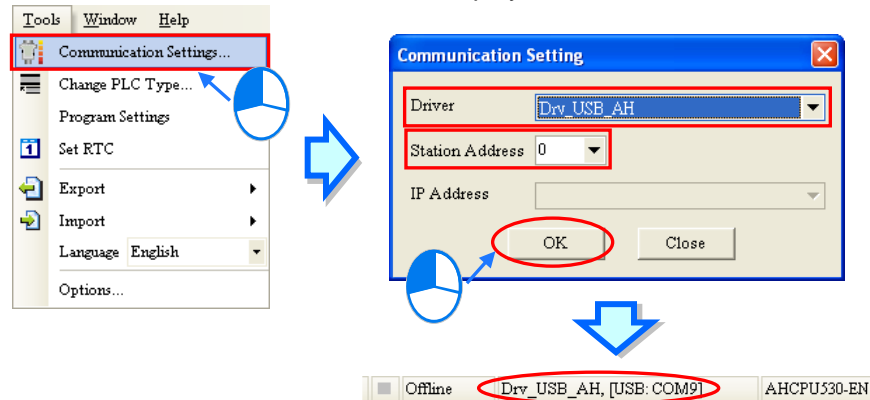 Tools Window Help
Communication Settings...
Change PLC Type...
Program Settings
1 Set RTC
Export
Import
Language English
Options...
Communication Setting
Driver Drv_USB_AH
Station Address 0
IP Address
OK Close
Offline Drv_USB_AH, [USB: COM9] AHCPU530-EN